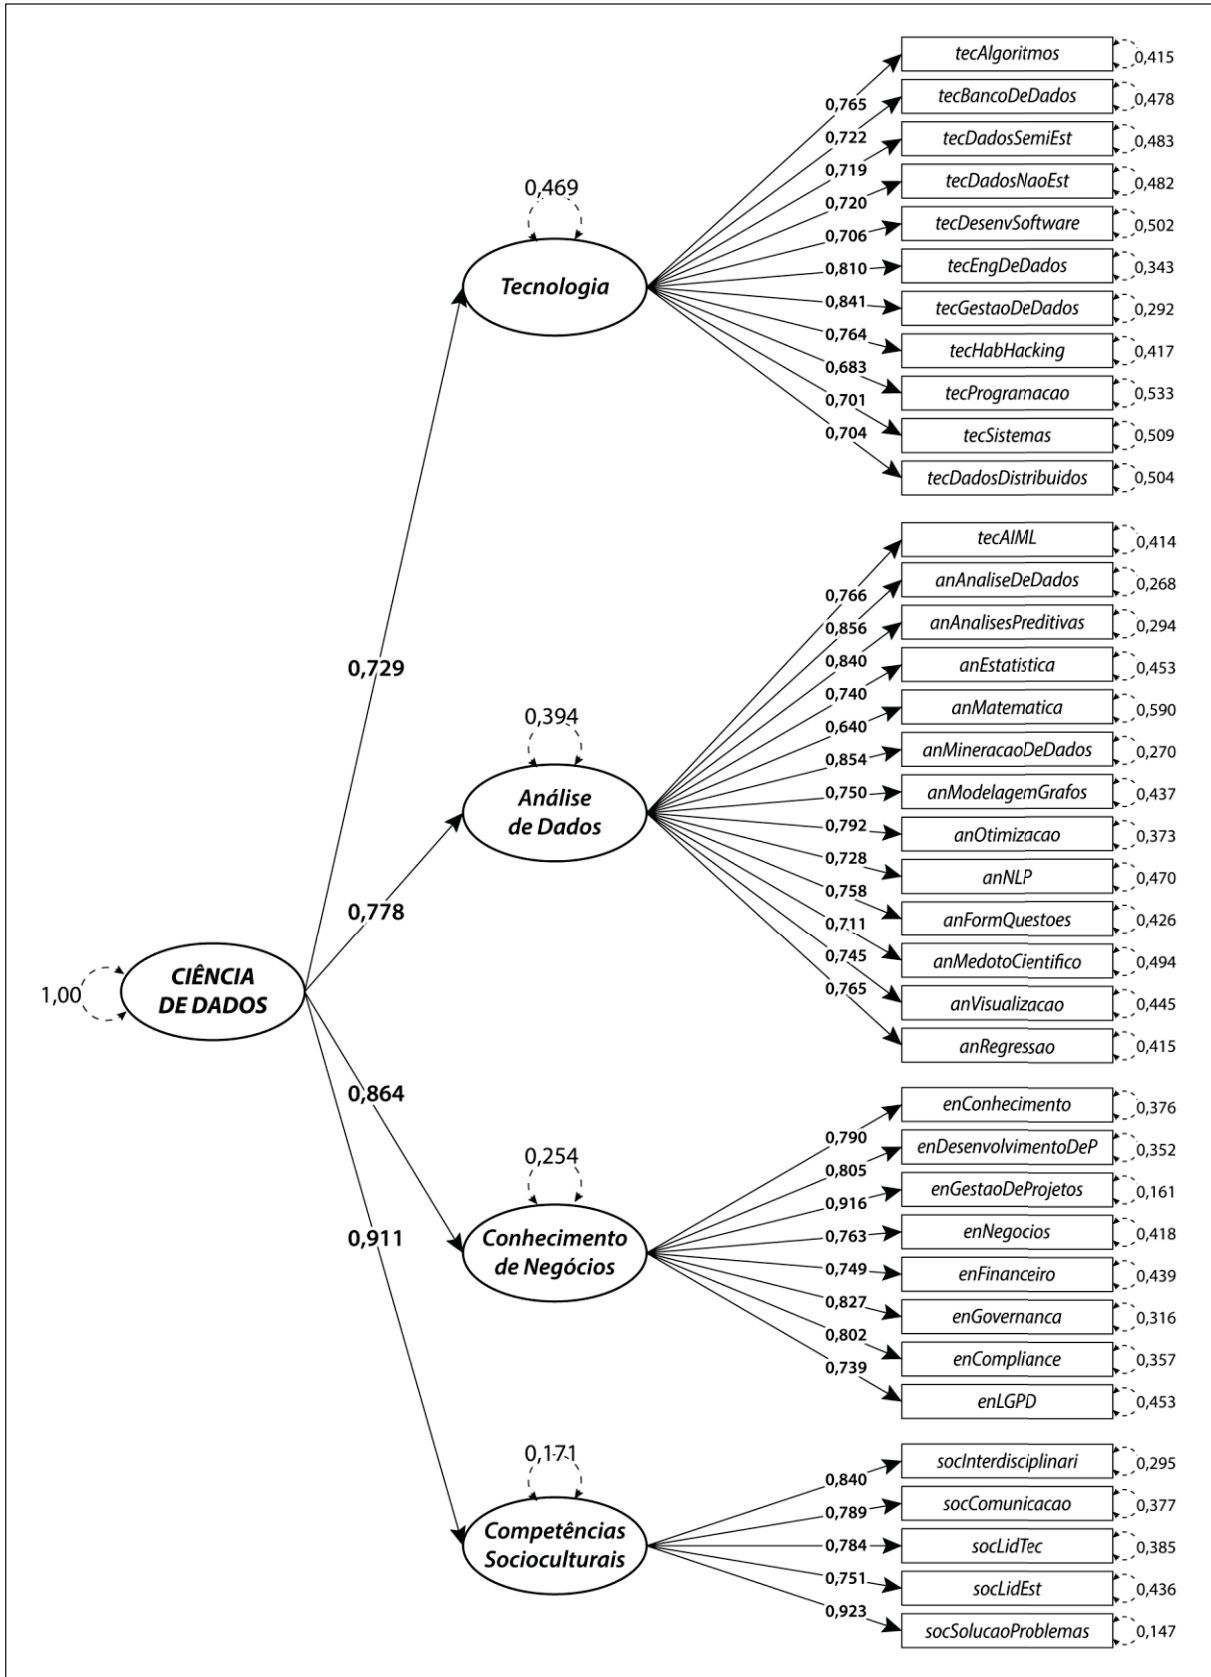 tecAlgoritmos
0,415
0,765
tecBancoDeDados
0,478
0,722
tecDadosSemiEst
0,483
0,719
tecDadosNaoEst
0,482
0,720
tecDesenvSoftware
0,502
0,706
tecEngDeDados
0,343
0,810
tecGestaoDeDados
0,292
0,841
tecHabHacking
0,417
0,764
tecProgramacao
0,533
0,683
tecSistemas
0,509
0,701
tecDadosDistribuidos
0,504
0,704
0,469
Tecnologia
0,729
tecAIML
0,414
0,766
anAnaliseDeDados
0,268
0,856
anAnalisesPreditivas
0,294
0,840
anEstatistica
0,453
0,740
anMatematica
0,590
0,640
anMineracaoDeDados
0,270
0,854
anModelagemGrafos
0,437
0,750
anOtimizacao
0,373
0,792
anNLP
0,470
0,728
anFormQuestoes
0,426
0,758
anMedotoCientifico
0,494
0,711
anVisualizacao
0,445
0,745
anRegressao
0,415
0,765
0,394
Análise
de Dados
0,778
1,00
CIÊNCIA
DE DADOS
0,864
enConhecimento
0,376
0,790
enDesenvolvimentoDeP
0,352
0,805
enGestaoDeProjetos
0,161
0,916
enNegocios
0,418
0,763
enFinanceiro
0,439
0,749
enGovernanca
0,316
0,827
enCompliance
0,357
0,802
enLGPD
0,453
0,739
0,254
Conhecimento
de Negócios
0,911
socInterdisciplinari
0,295
0,840
socComunicacao
0,377
0,789
socLidTec
0,385
0,784
socLidEst
0,436
0,751
socSolucaoProblemas
0,147
0,923
0,171
Competências
Socioculturais